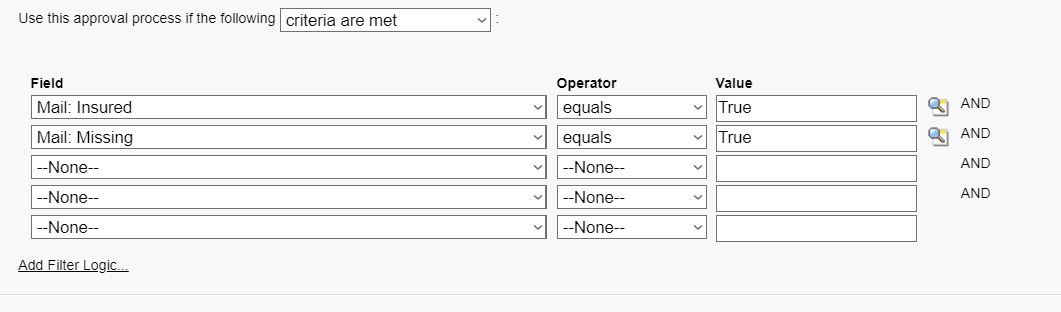 Use this approval process if the following criteria are met :
Field Operator Value
Mail: Insured equals True AND
Mail: Missing equals True AND
--None-- --None-- AND
--None-- --None-- AND
--None-- --None--
Add Filter Logic...